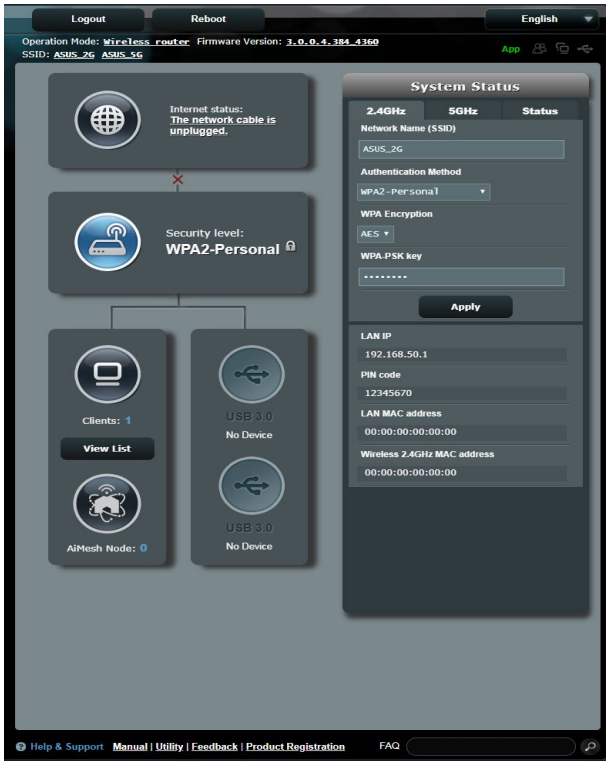 Logout Reboot English
Operation Mode: Wireless router Firmware Version: 3.0.0.4.384_4360
SSID: ASUS_2G ASUS_5G
App
Internet status:
The network cable is
unplugged.
Security level:
WPA2-Personal
Clients: 1
View List
AiMesh Node: 0
USB 3.0
No Device
USB 3.0
No Device
System Status
2.4GHz 5GHz Status
Network Name (SSID)
ASUS_2G
Authentication Method
WPA2-Personal
WPA Encryption
AES
WPA-PSK key
········
Apply
LAN IP
192.168.50.1
PIN code
12345670
LAN MAC address
00:00:00:00:00:00
Wireless 2.4GHz MAC address
00:00:00:00:00:00
Help & Support Manual | Utility | Feedback | Product Registration FAQ